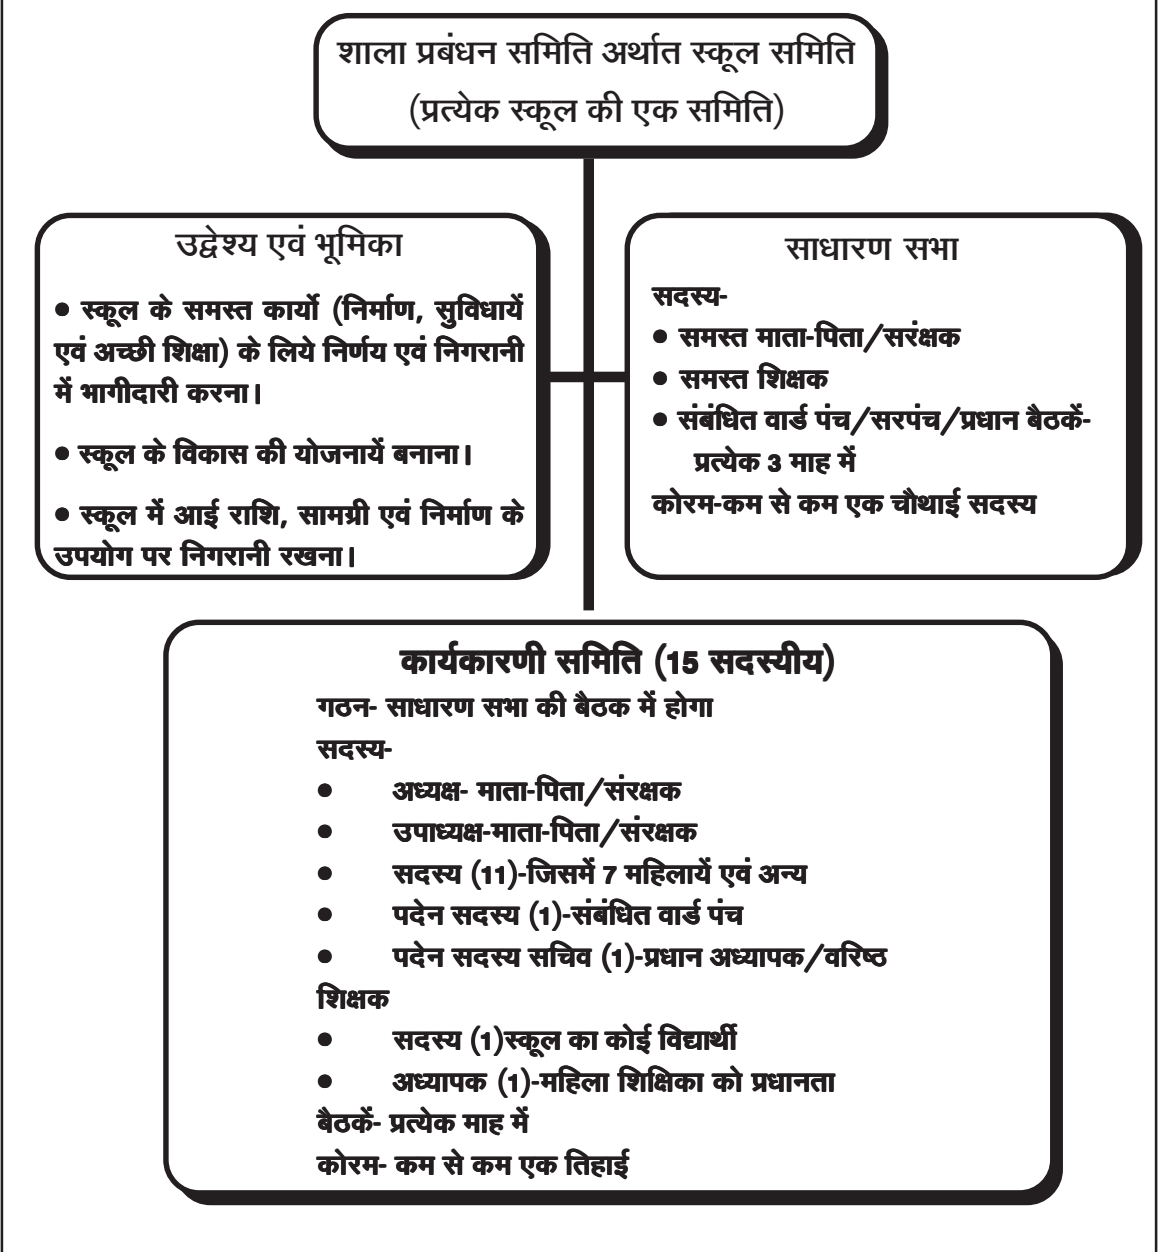 शाला प्रबंधन समिति अर्थात स्कूल समिति
(प्रत्येक स्कूल की एक समिति)
उद्वेश्य एवं भूमिका
● स्कूल के समस्त कार्यो (निर्माण, सुविधायें
एवं अच्छी शिक्षा) के लिये निर्णय एवं निगरानी
में भागीदारी करना।
● स्कूल के विकास की योजनायें बनाना।
● स्कूल में आई राशि, सामग्री एवं निर्माण के
उपयोग पर निगरानी रखना।
साधारण सभा
सदस्य-
● समस्त माता-पिता/सरंक्षक
● समस्त शिक्षक
● संबंधित वार्ड पंच/सरपंच/प्रधान बैठकें-
प्रत्येक 3 माह में
कोरम-कम से कम एक चौथाई सदस्य
कार्यकारणी समिति (15 सदस्यीय)
गठन- साधारण सभा की बैठक में होगा
सदस्य-
● अध्यक्ष- माता-पिता/संरक्षक
● उपाध्यक्ष-माता-पिता/संरक्षक
● सदस्य (11)-जिसमें 7 महिलायें एवं अन्य
● पदेन सदस्य (1)-संबंधित वार्ड पंच
● पदेन सदस्य सचिव (1)-प्रधान अध्यापक/वरिष्ठ
शिक्षक
● सदस्य (1)स्कूल का कोई विद्यार्थी
● अध्यापक (1)-महिला शिक्षिका को प्रधानता
बैठकें- प्रत्येक माह में
कोरम- कम से कम एक तिहाई